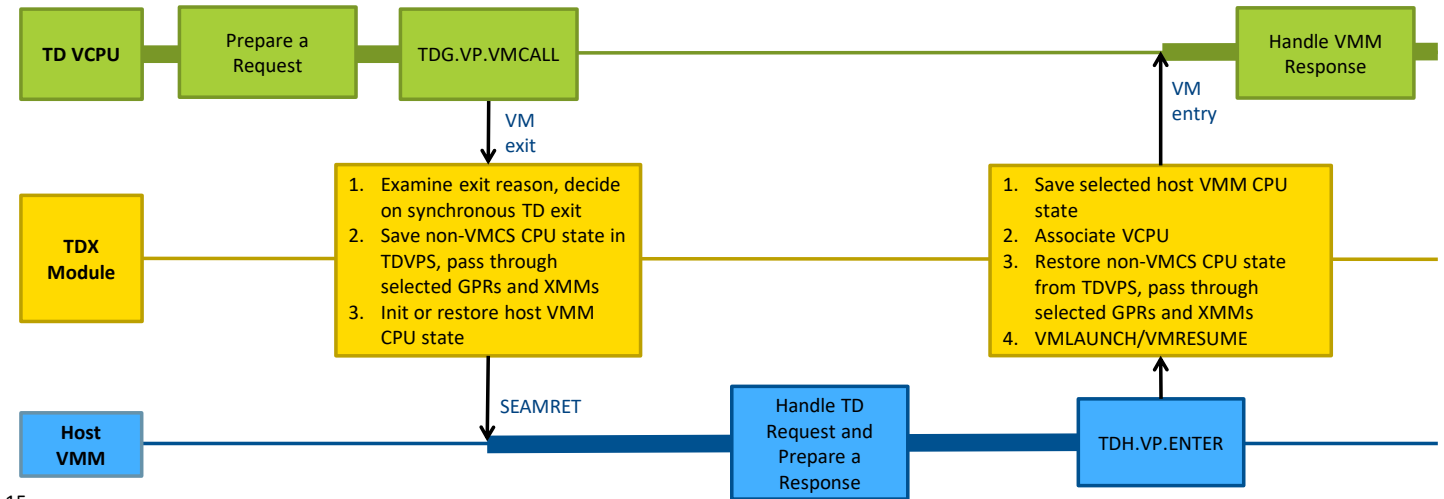 TD VCPU
Prepare a
Request
TDG.VP.VMCALL
Handle VMM
Response
VM
exit
VM
entry
TDX
Module
1. Examine exit reason, decide
on synchronous TD exit
2. Save non-VMCS CPU state in
TDVPS, pass through
selected GPRs and XMMs
3. Init or restore host VMM
CPU state
1. Save selected host VMM CPU
state
2. Associate VCPU
3. Restore non-VMCS CPU state
from TDVPS, pass through
selected GPRs and XMMs
4. VMLAUNCH/VMRESUME
SEAMRET
Host
VMM
Handle TD
Request and
Prepare a
Response
TDH.VP.ENTER